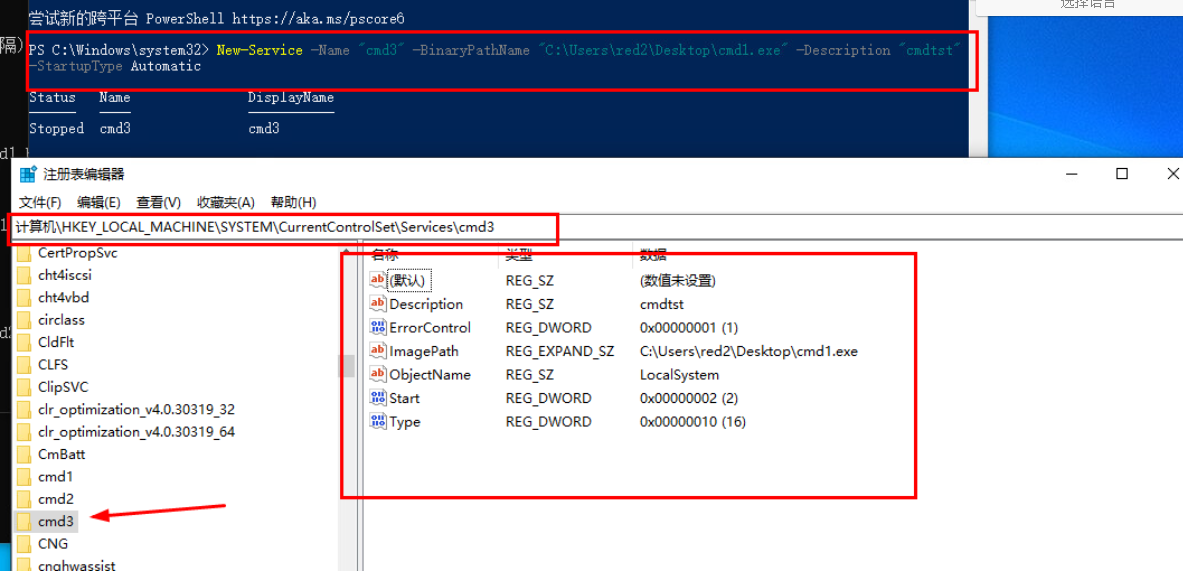 尝试新的跨平台 PowerShell https://aka.ms/pscore6
选择语言
隔)
PS C:\Windows\system32> New-Service -Name "cmd3" -BinaryPathName "C:\Users\red2\Desktop\cmd1.exe" -Description "cmdtst"
-StartupType Automatic
Status Name DisplayName
Stopped cmd3 cmd3
注册表编辑器
文件(F) 编辑(E) 查看(V) 收藏夹(A) 帮助(H)
计算机\HKEY_LOCAL_MACHINE\SYSTEM\CurrentControlSet\Services\cmd3
CertPropSvc
cht4iscsi
cht4vbd
circlass
CldFlt
CLFS
ClipSVC
clr_optimization_v4.0.30319_32
clr_optimization_v4.0.30319_64
CmBatt
cmd1
cmd2
cmd3
CNG
cnghwassist
名称 类型 数据
(默认) REG_SZ (数值未设置)
Description REG_SZ cmdtst
ErrorControl REG_DWORD 0x00000001 (1)
ImagePath REG_EXPAND_SZ C:\Users\red2\Desktop\cmd1.exe
ObjectName REG_SZ LocalSystem
Start REG_DWORD 0x00000002 (2)
Type REG_DWORD 0x00000010 (16)